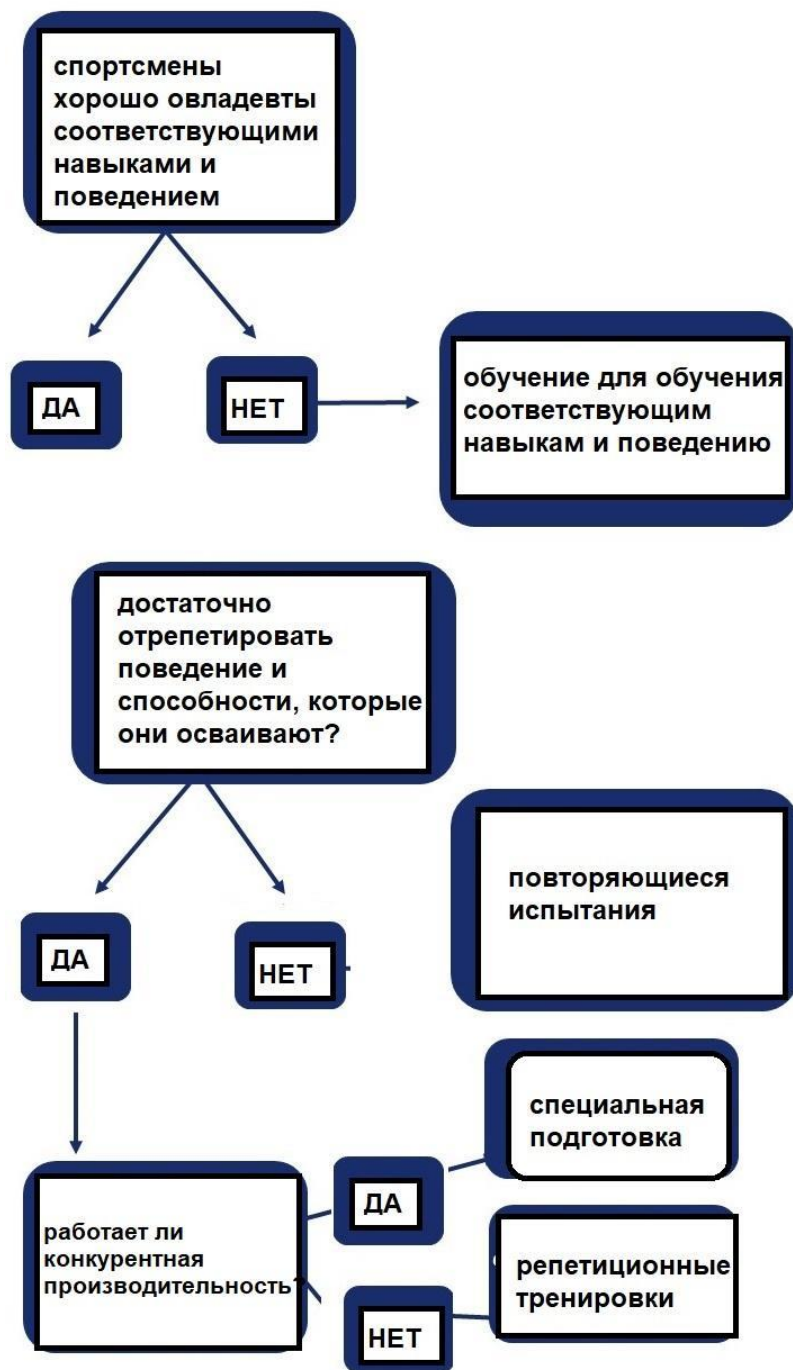 спортсмены
хорошо овладевты
соответствующими
навыками и
поведением
ДА
НЕТ
обучение для обучения
соответствующим
навыкам и поведению
достаточно
отрепетировать
поведение и
способности, которые
они осваивают?
ДА
НЕТ
повторяющиеся
испытания
специальная
подготовка
ДА
работает ли
конкурентная
производительность?
репетиционные
тренировки
НЕТ